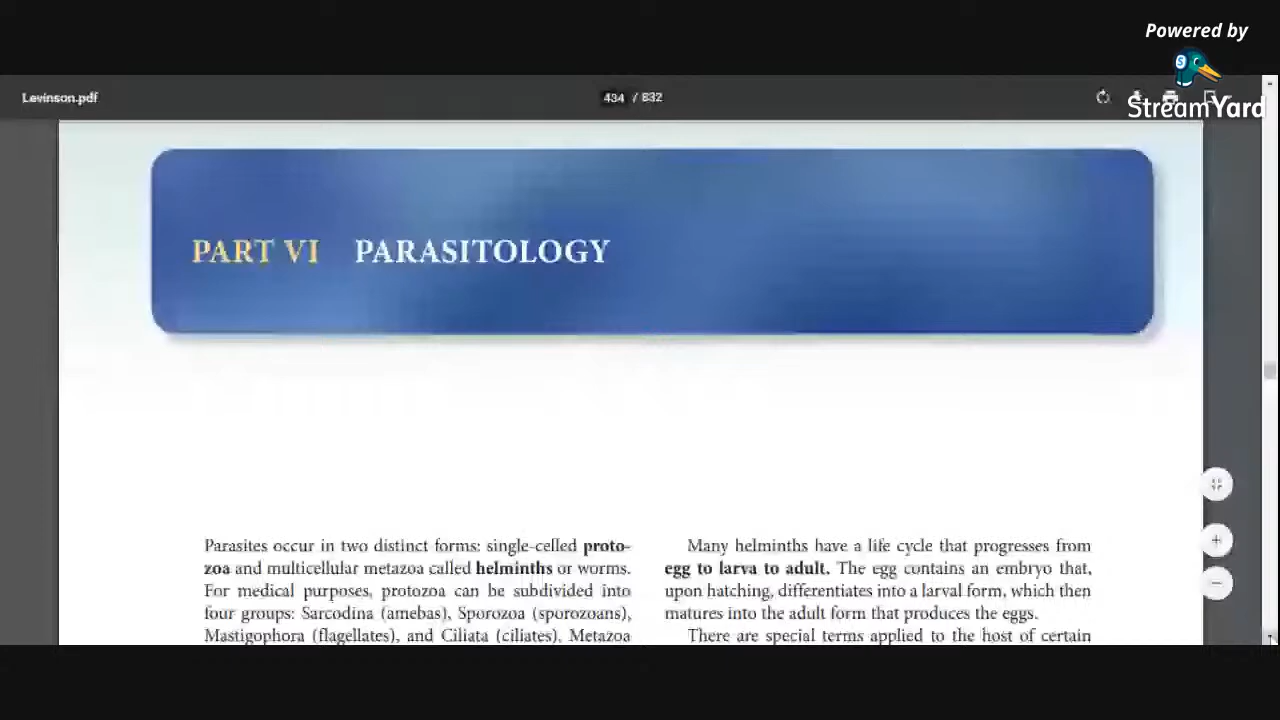 Powered by
StreamYard
Levinson.pdf
434 / 832
PART VI PARASITOLOGY
Parasites occur in two distinct forms: single-celled proto-
zoa and multicellular metazoa called helminths or worms.
For medical purposes, protozoa can be subdivided into
four groups: Sarcodina (amebas), Sporozoa (sporozoans),
Mastigophora (flagellates), and Ciliata (ciliates). Metazoa
Many helminths have a life cycle that progresses from
egg to larva to adult. The egg contains an embryo that,
upon hatching, differentiates into a larval form, which then
matures into the adult form that produces the eggs.
There are special terms applied to the host of certain